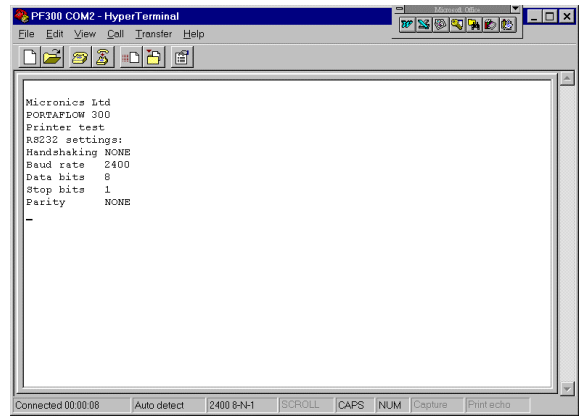 PF300 COM2 - HyperTerminal
Microsoft Office
File Edit View Call Transfer Help
Micronics Ltd
PORTAFLOW 300
Printer test
RS232 settings:
Handshaking NONE
Baud rate 2400
Data bits 8
Stop bits 1
Parity NONE
Connected 00:00:08 Auto detect 2400 8-N-1 SCROLL CAPS NUM Capture Print echo